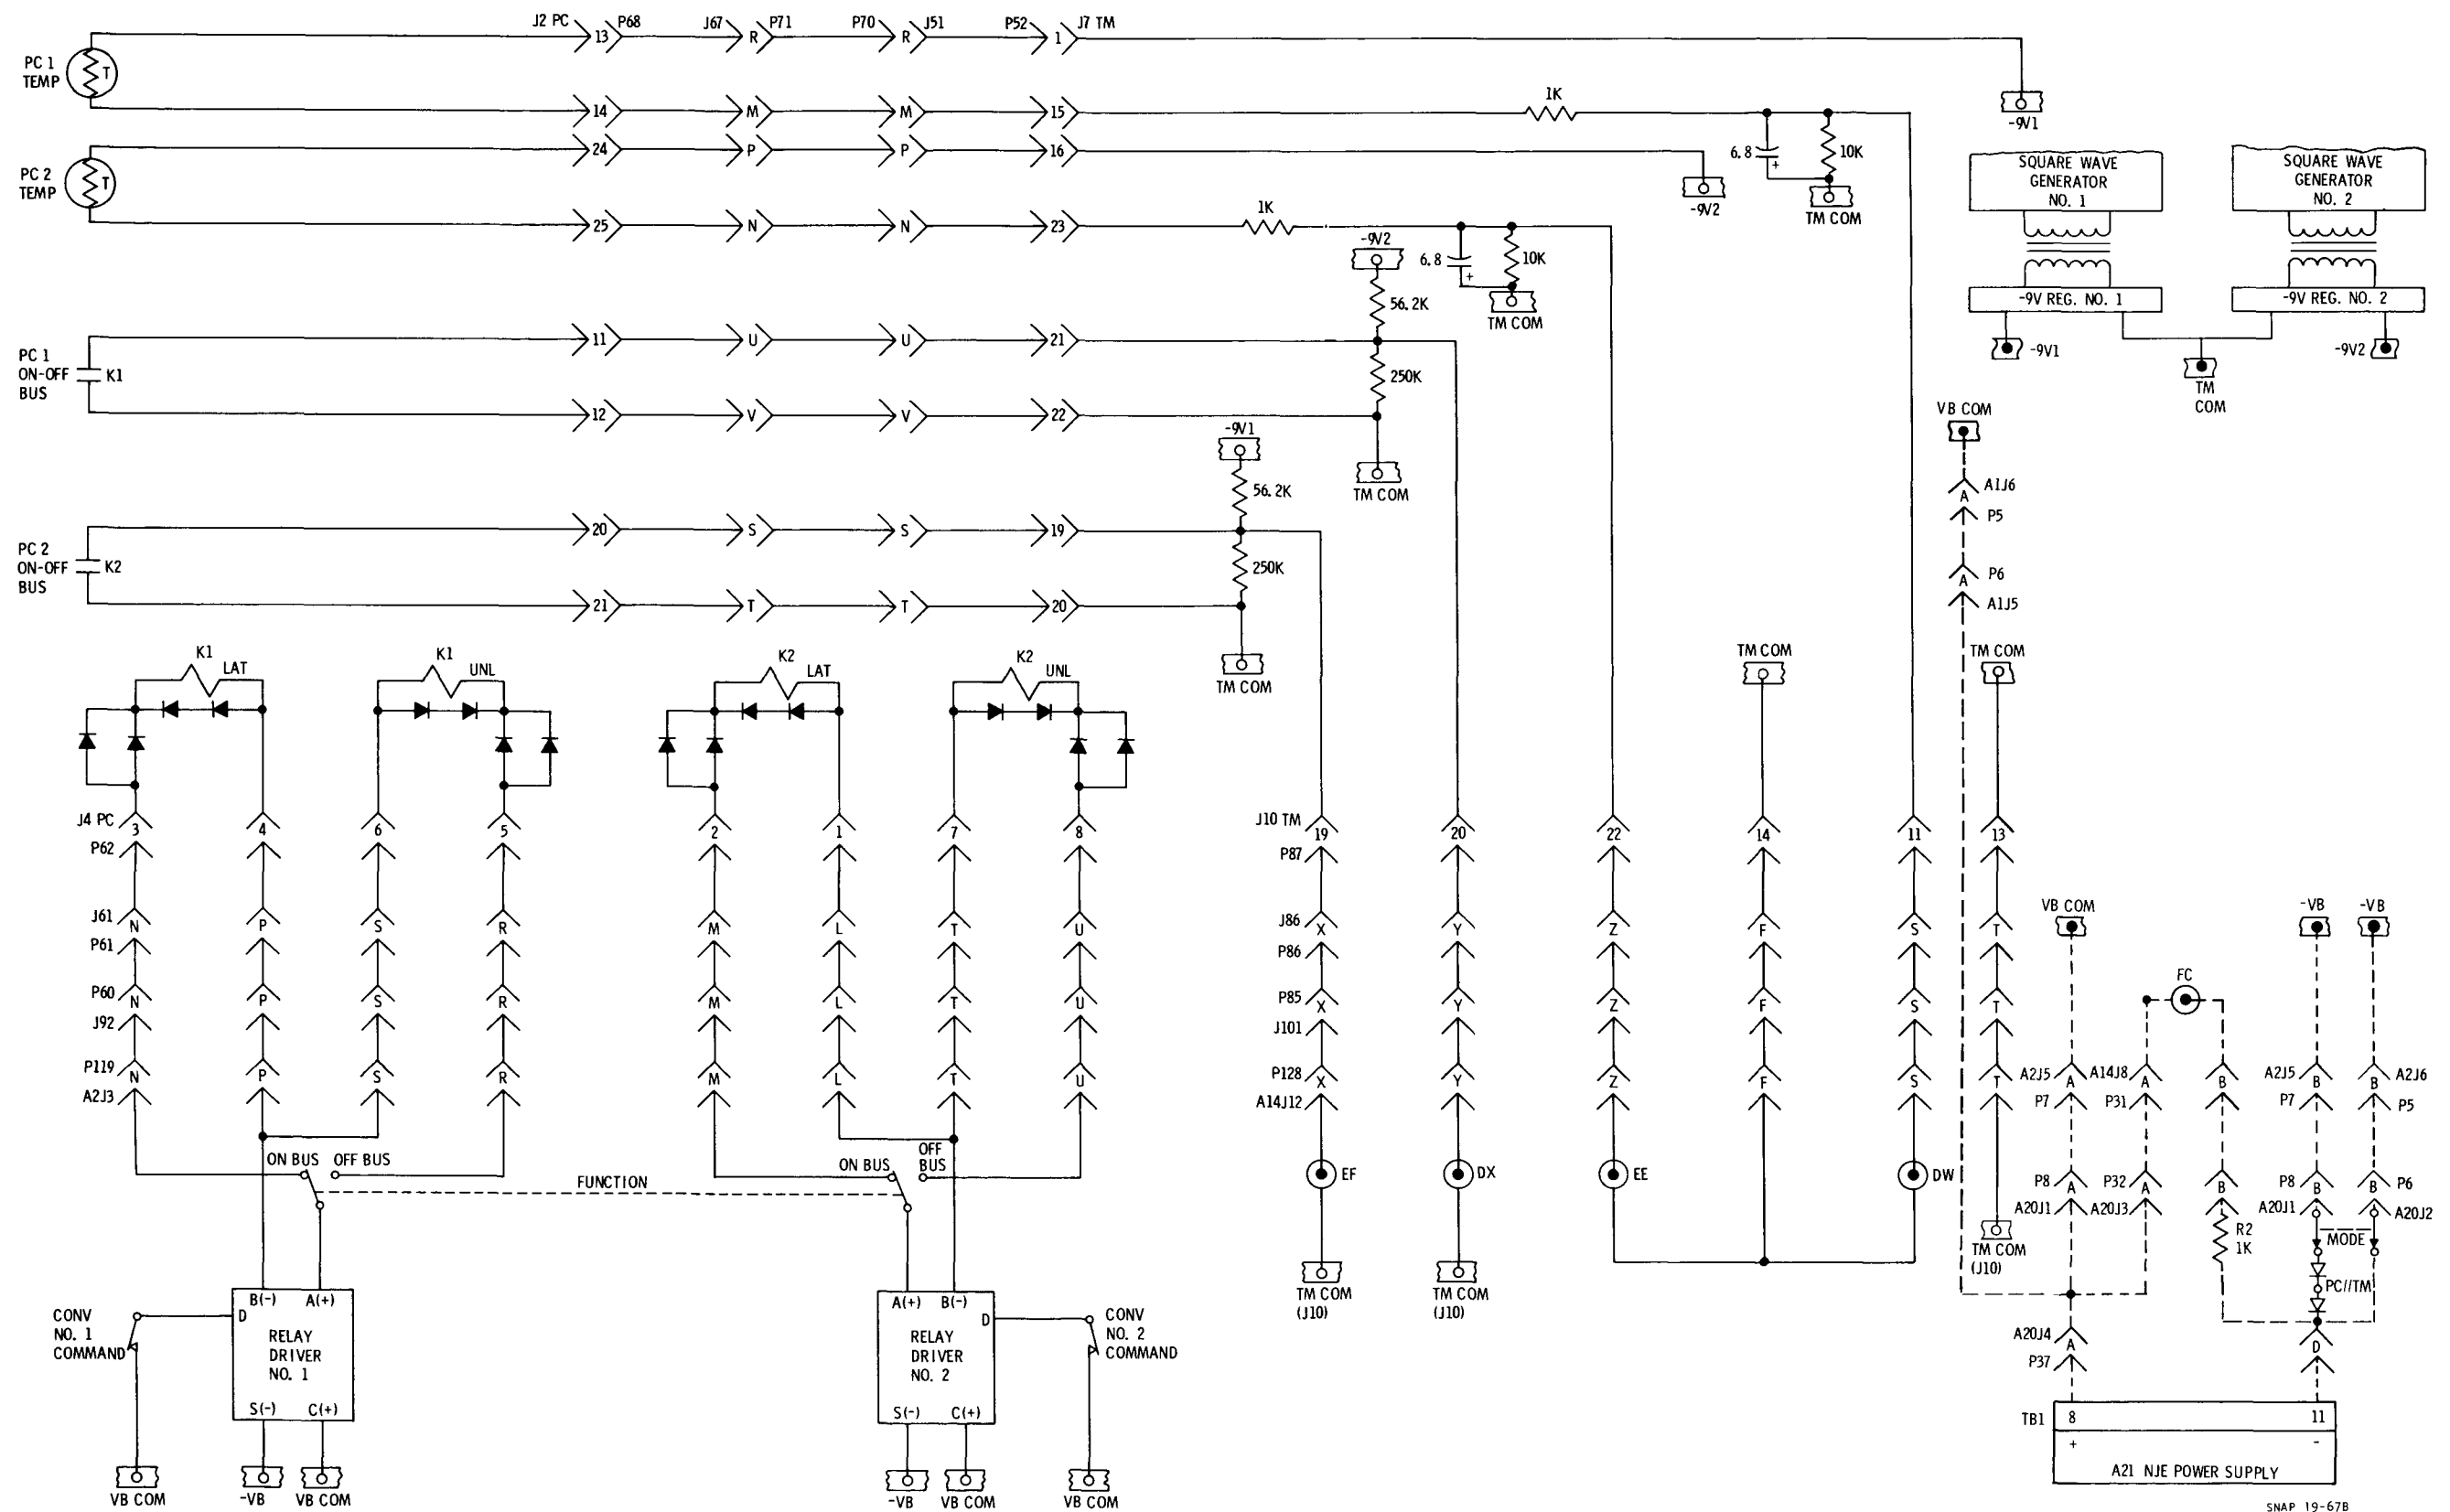 J2 PC 13 P68 J67 R P71 P70 R J51 P52 1 J7 TM
PC 1
TEMP
T
14 M M 15 1K
-9V1
24 P P 16
6.8 + 10K
PC 2
TEMP
T
-9V2
TM COM
25 N N 23 1K
-9V2
6.8 + 10K
56.2K
TM COM
SQUARE WAVE
GENERATOR
NO. 1
SQUARE WAVE
GENERATOR
NO. 2
-9V REG. NO. 1
-9V REG. NO. 2
-9V1
-9V2
TM
COM
11 U U 21
PC 1
ON-OFF
BUS
K1
250K
12 V V 22
TM COM
-9V1
56.2K
20 S S 19
PC 2
ON-OFF
BUS
K2
250K
21 T T 20
TM COM
VB COM
A A1J6
P5
A P6
A1J5
K1 LAT
K1 UNL
K2 LAT
K2 UNL
TM COM
TM COM
J4 PC 3 4 6 5 2 1 7 8 J10 TM 19 20 22 14 11 13
P62 P87
J61 N P S R M L T U J86 X Y Z F S T
P61 P86
P60 N P S R M L T U P85 X Y Z F S T
J92 J101
P119 N P S R M L T U P128 X Y Z F S T
A2J3 A14J12
VB COM
FC
-VB
-VB
A2J5 A A14J8 A B A2J5 B B A2J6
P7 P31 P7 P5
P8 A P32 A B P8 B B P6
A20J1 A20J3 A20J1 A20J2
R2
1K
MODE
PC//TM
ON BUS OFF BUS
FUNCTION
ON BUS OFF
BUS
EF DX EE DW
TM COM
(J10)
TM COM
(J10)
TM COM
(J10)
CONV
NO. 1
COMMAND
B(-) A(+)
D
RELAY
DRIVER
NO. 1
S(-) C(+)
VB COM -VB VB COM
A(+) B(-)
D
RELAY
DRIVER
NO. 2
S(-) C(+)
CONV
NO. 2
COMMAND
-VB VB COM VB COM
A20J4 A D
P37
TB1 8 11
+ -
A21 NJE POWER SUPPLY
SNAP 19-67B